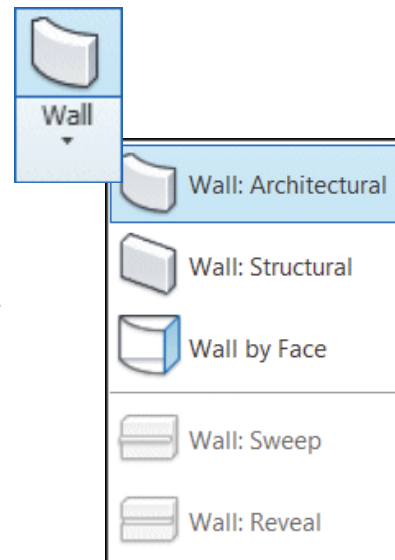 Wall
Wall: Architectural
Wall: Structural
Wall by Face
Wall: Sweep
Wall: Reveal